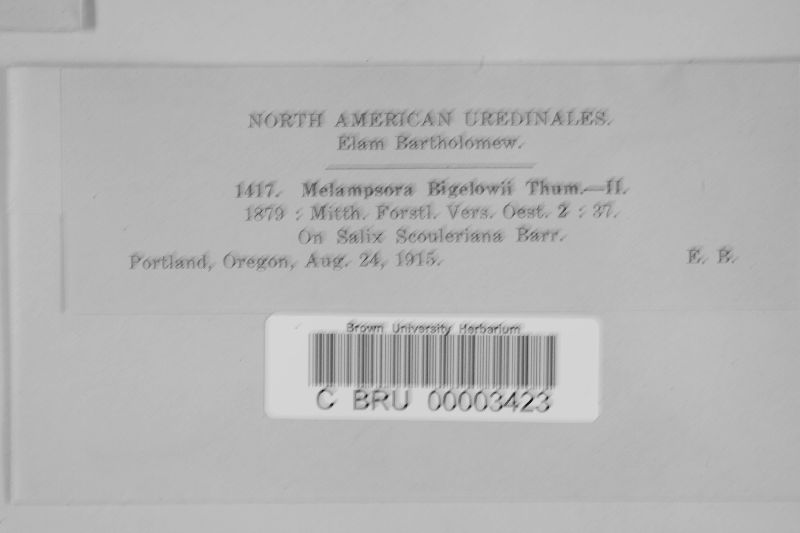 NORTH AMERICAN UREDINALES.
Elam Bartholomew.
1417. Melampsora Bigelowii Thum.—II.
1879 : Mitth. Forstl. Vers. Oest. 2 : 37.
On Salix Scouleriana Barr.
Portland, Oregon, Aug. 24, 1915. E. B.
Brown University Herbarium
C BRU 00003423